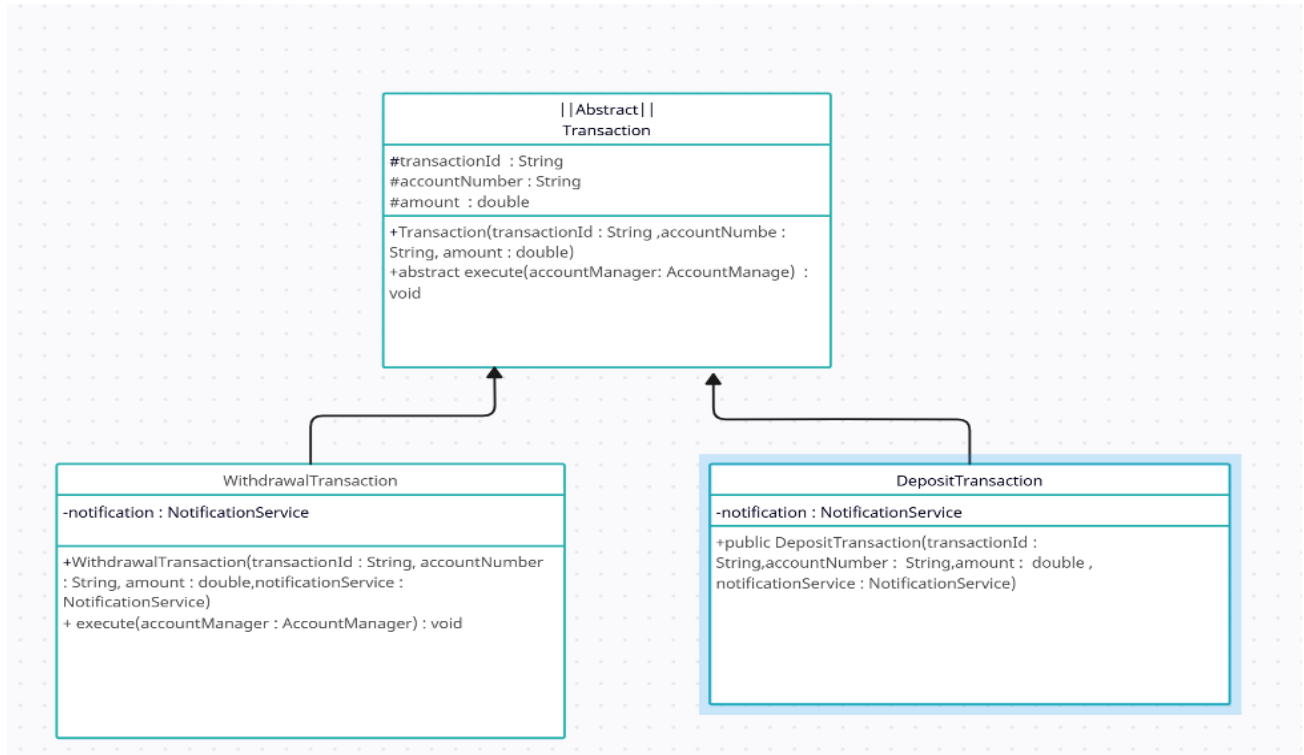 ||Abstract||
Transaction
#transactionId  : String
#accountNumber : String
#amount  : double
+Transaction(transactionId : String ,accountNumbe :
String, amount : double)
+abstract execute(accountManager: AccountManage)  :
void
WithdrawalTransaction
-notification : NotificationService
+WithdrawalTransaction(transactionId : String, accountNumber
: String, amount : double,notificationService :
NotificationService)
+ execute(accountManager : AccountManager) : void
DepositTransaction
-notification : NotificationService
+public DepositTransaction(transactionId :
String,accountNumber :  String,amount :  double ,
notificationService : NotificationService)